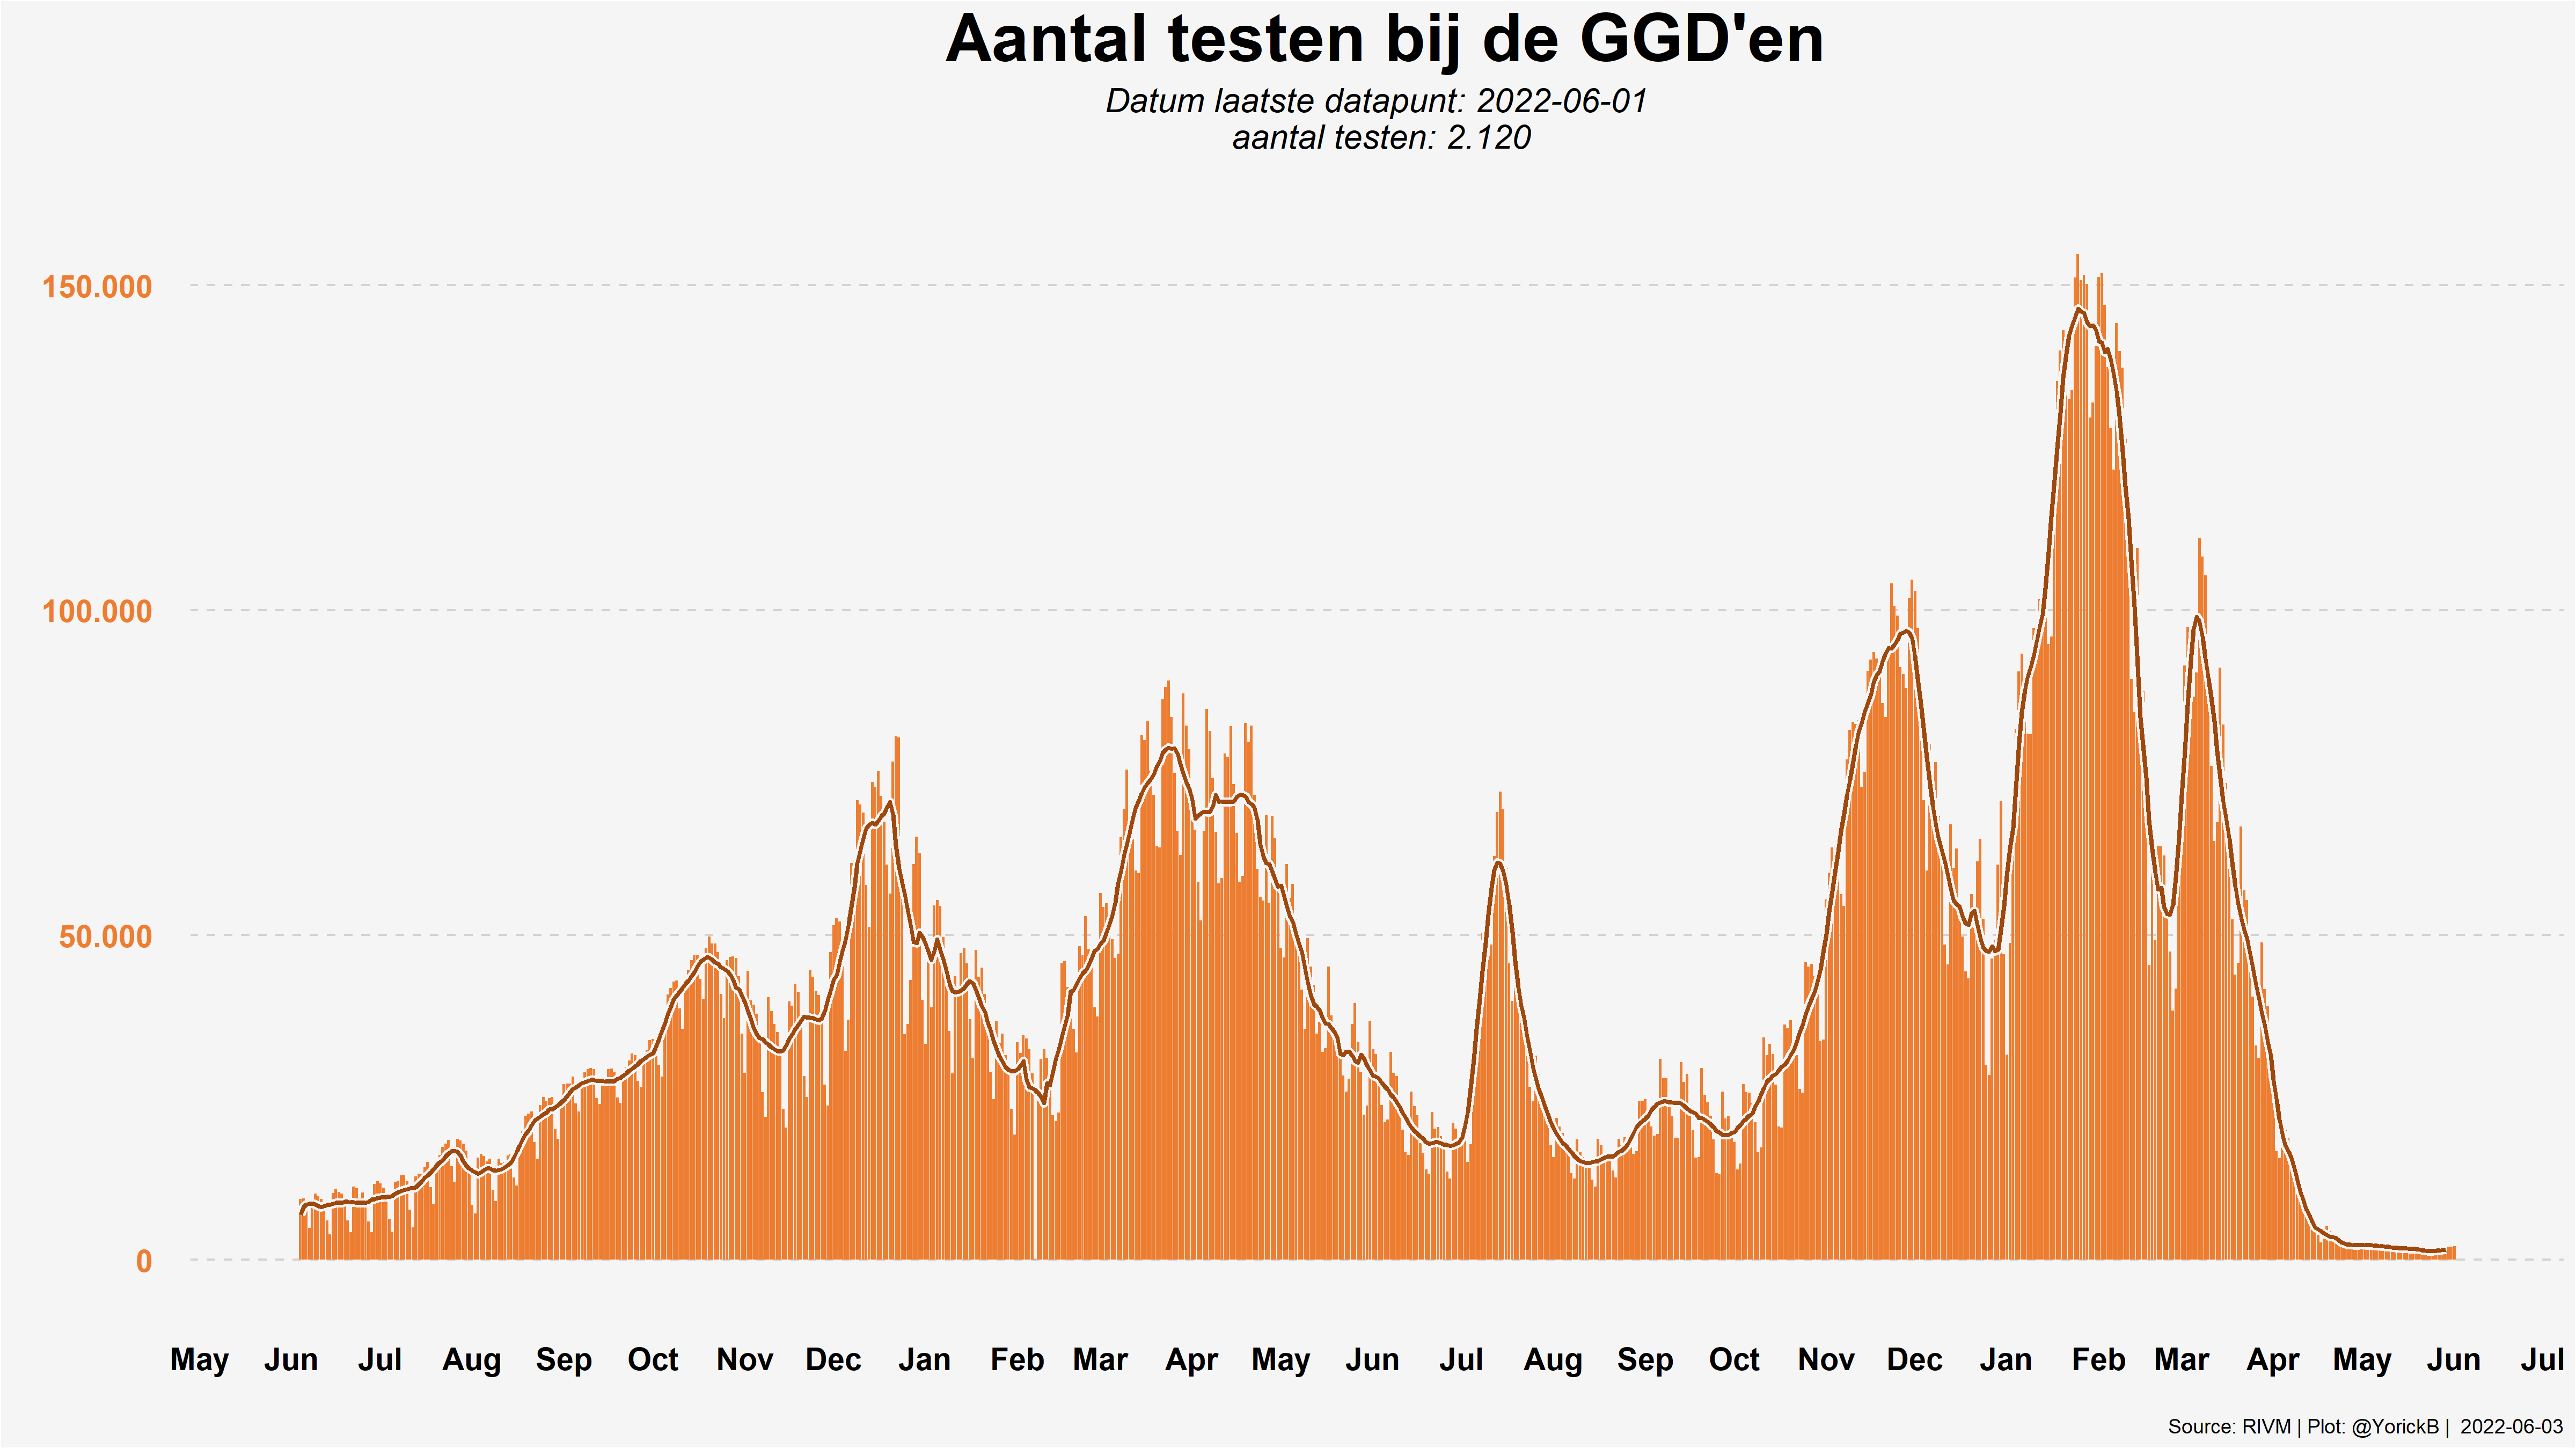 Aantal testen bij de GGD'en
Datum laatste datapunt: 2022-06-01
aantal testen: 2.120
150.000
100.000
50.000
0
May Jun Jul Aug Sep Oct Nov Dec Jan Feb Mar Apr May Jun Jul Aug Sep Oct Nov Dec Jan Feb Mar Apr May Jun Jul
Source: RIVM | Plot: @YorickB | 2022-06-03